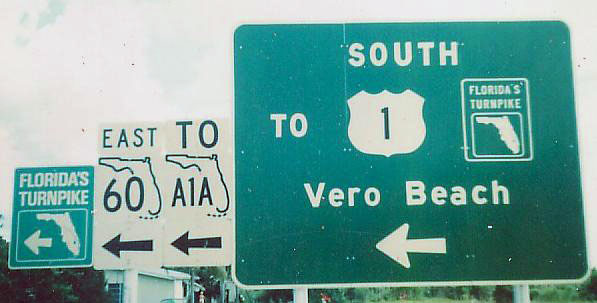 FLORIDA'S
TURNPIKE
EAST
60
TO
A1A
SOUTH
TO 1
FLORIDA'S
TURNPIKE
Vero Beach